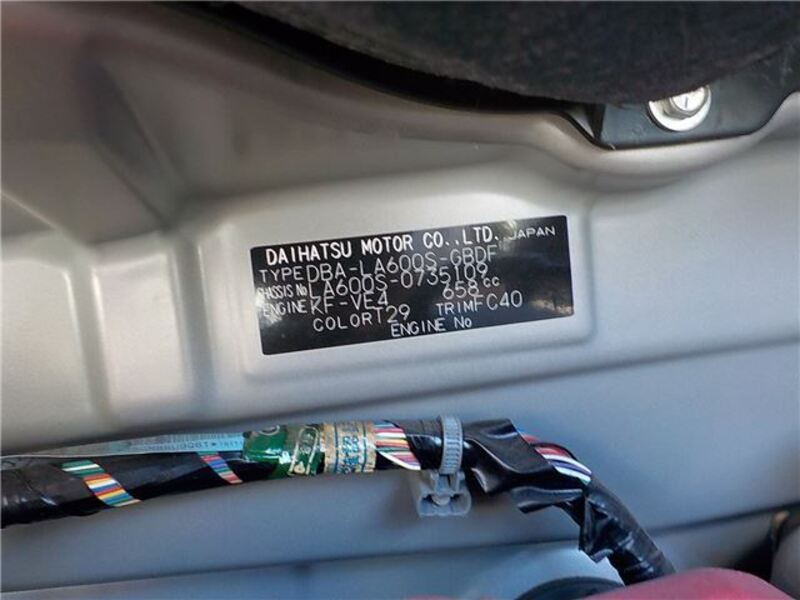 DAIHATSU MOTOR CO.,LTD. JAPAN
TYPE DBA-LA600S-GBDF
CHASSIS No LA600S-0735109
ENGINE KF-VE4 658cc
COLOR T29 TRIM FC40
ENGINE No